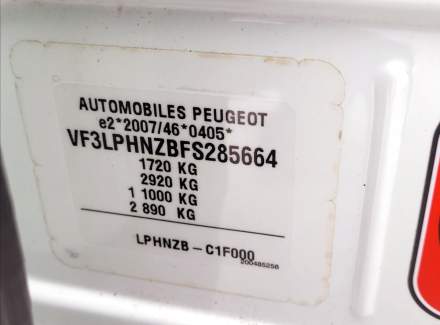 AUTOMOBILES PEUGEOT
e2*2007/46*0405*
VF3LPHNZBFS285664
1720 KG
2920 KG
1 1000 KG
2 890 KG
LPHNZB - C1F000
200485256